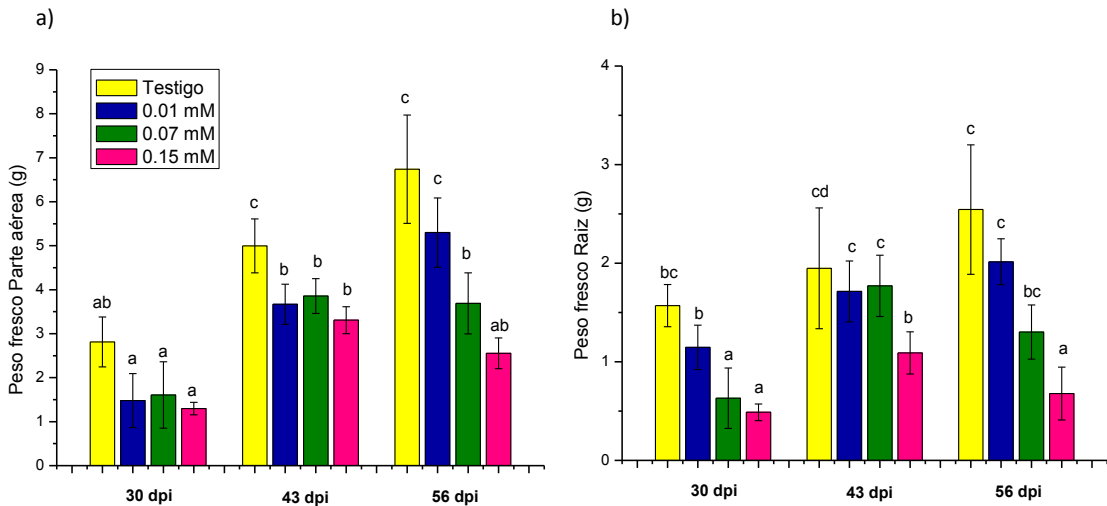 a)
Peso fresco Parte aérea (g)
9
8
7
6
5
4
3
2
1
0
Testigo
0.01 mM
0.07 mM
0.15 mM
ab
a
a
a
c
b
b
b
c
c
b
ab
30 dpi
43 dpi
56 dpi
b)
Peso fresco Raiz (g)
4
3
2
1
0
bc
b
a
a
cd
c
c
b
c
c
bc
a
30 dpi
43 dpi
56 dpi